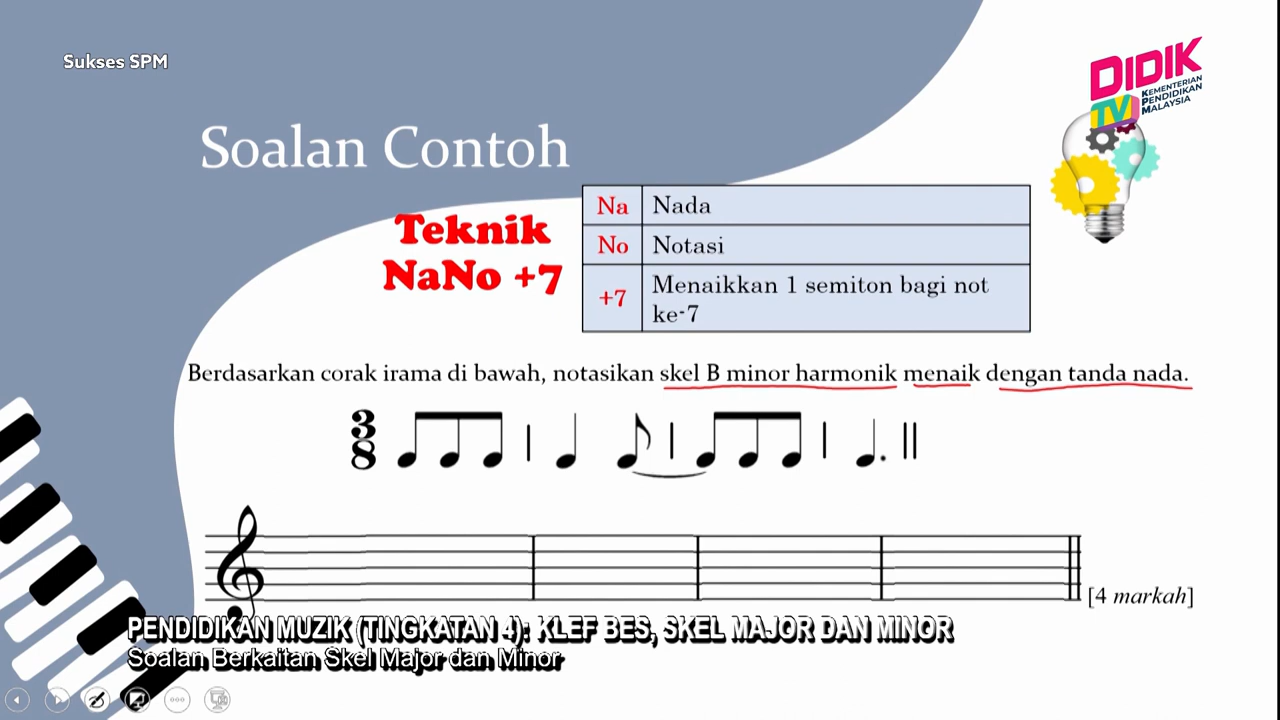 Sukses SPM
DIDIK
TV
KEMENTERIAN
PENDIDIKAN
MALAYSIA
Soalan Contoh
Teknik
NaNo +7
Na Nada
No Notasi
+7 Menaikkan 1 semiton bagi not
ke-7
Berdasarkan corak irama di bawah, notasikan skel B minor harmonik menaik dengan tanda nada.
3
8
[4 markah]
PENDIDIKAN MUZIK (TINGKATAN 4): KLEF BES, SKEL MAJOR DAN MINOR
Soalan Berkaitan Skel Major dan Minor